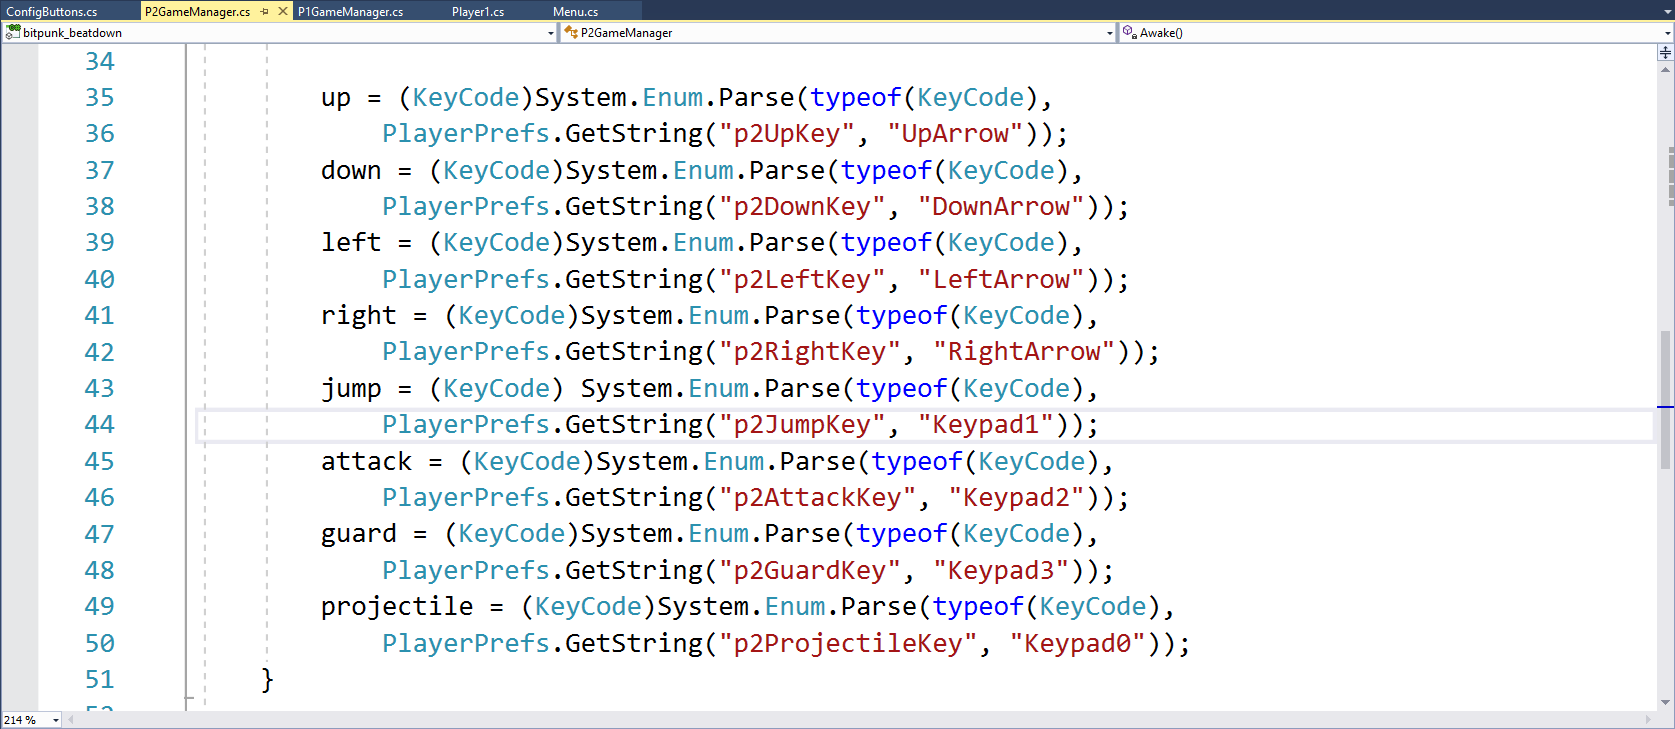 ConfigButtons.cs P2GameManager.cs P1GameManager.cs Player1.cs Menu.cs
bitpunk_beatdown P2GameManager Awake()
34
35 up = (KeyCode)System.Enum.Parse(typeof(KeyCode),
36 PlayerPrefs.GetString("p2UpKey", "UpArrow"));
37 down = (KeyCode)System.Enum.Parse(typeof(KeyCode),
38 PlayerPrefs.GetString("p2DownKey", "DownArrow"));
39 left = (KeyCode)System.Enum.Parse(typeof(KeyCode),
40 PlayerPrefs.GetString("p2LeftKey", "LeftArrow"));
41 right = (KeyCode)System.Enum.Parse(typeof(KeyCode),
42 PlayerPrefs.GetString("p2RightKey", "RightArrow"));
43 jump = (KeyCode) System.Enum.Parse(typeof(KeyCode),
44 PlayerPrefs.GetString("p2JumpKey", "Keypad1"));
45 attack = (KeyCode)System.Enum.Parse(typeof(KeyCode),
46 PlayerPrefs.GetString("p2AttackKey", "Keypad2"));
47 guard = (KeyCode)System.Enum.Parse(typeof(KeyCode),
48 PlayerPrefs.GetString("p2GuardKey", "Keypad3"));
49 projectile = (KeyCode)System.Enum.Parse(typeof(KeyCode),
50 PlayerPrefs.GetString("p2ProjectileKey", "Keypad0"));
51 }
214 %